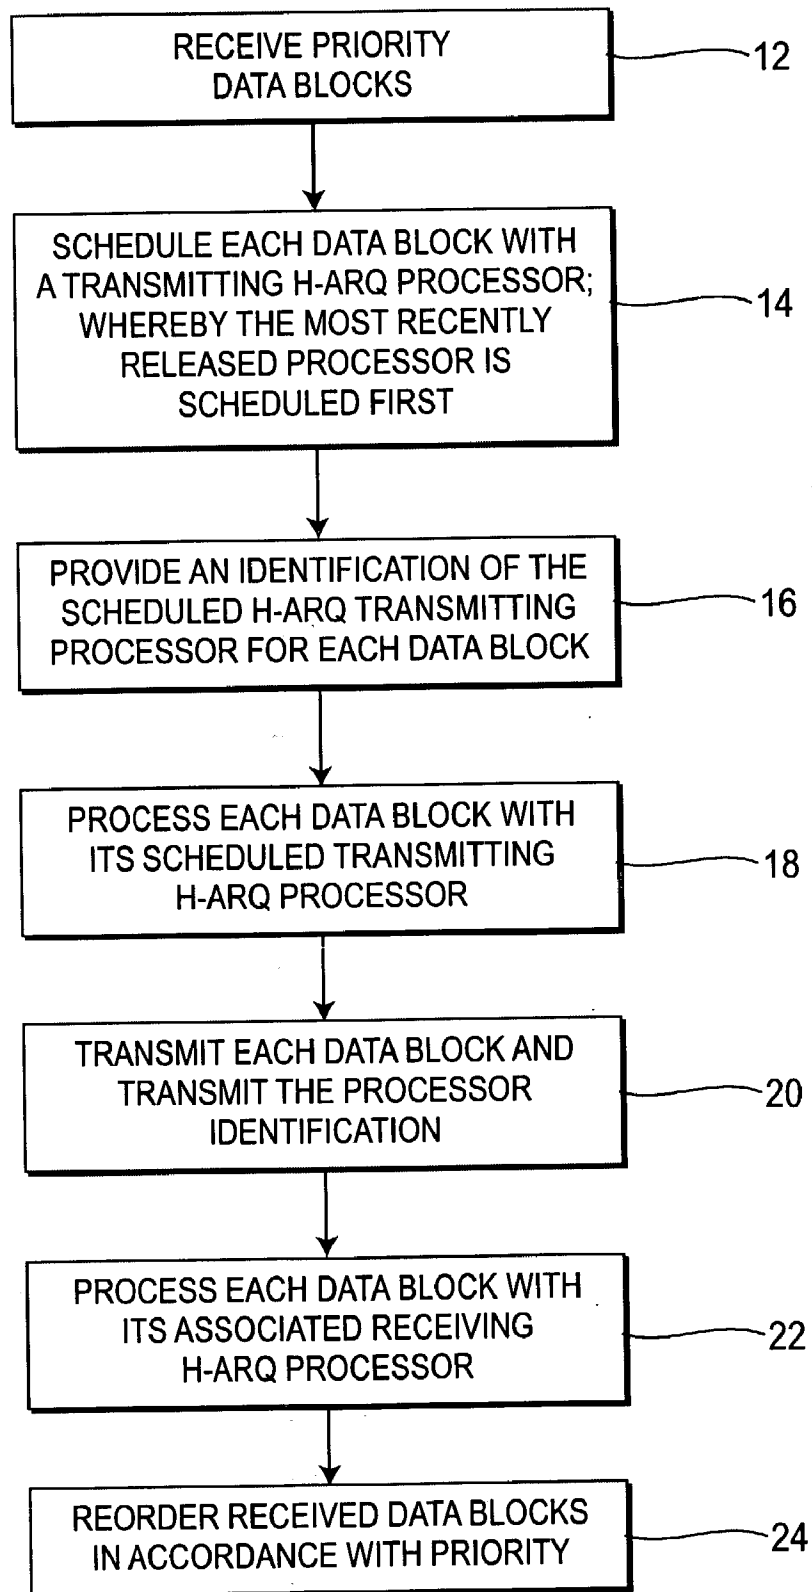 RECEIVE PRIORITY
DATA BLOCKS
12
SCHEDULE EACH DATA BLOCK WITH
A TRANSMITTING H-ARQ PROCESSOR;
WHEREBY THE MOST RECENTLY
RELEASED PROCESSOR IS
SCHEDULED FIRST
14
PROVIDE AN IDENTIFICATION OF THE
SCHEDULED H-ARQ TRANSMITTING
PROCESSOR FOR EACH DATA BLOCK
16
PROCESS EACH DATA BLOCK WITH
ITS SCHEDULED TRANSMITTING
H-ARQ PROCESSOR
18
TRANSMIT EACH DATA BLOCK AND
TRANSMIT THE PROCESSOR
IDENTIFICATION
20
PROCESS EACH DATA BLOCK WITH
ITS ASSOCIATED RECEIVING
H-ARQ PROCESSOR
22
REORDER RECEIVED DATA BLOCKS
IN ACCORDANCE WITH PRIORITY
24